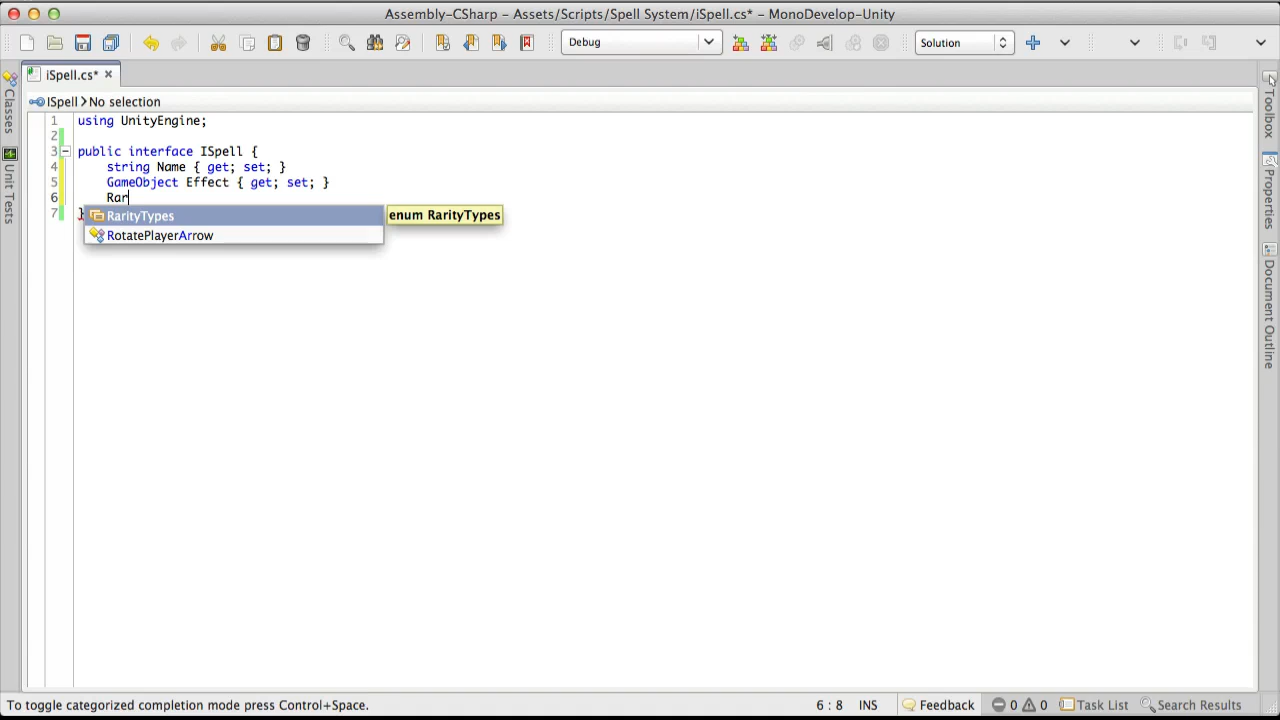 Assembly-CSharp – Assets/Scripts/Spell System/iSpell.cs* – MonoDevelop-Unity
Debug
Solution
iSpell.cs*
ISpell No selection
1 using UnityEngine;
2
3 public interface ISpell {
4 string Name { get; set; }
5 GameObject Effect { get; set; }
6 Rar
7 }
RarityTypes
enum RarityTypes
RotatePlayerArrow
Classes
Unit Tests
Toolbox
Properties
Document Outline
To toggle categorized completion mode press Control+Space.
6 : 8 INS Feedback 0 0 Task List Search Results